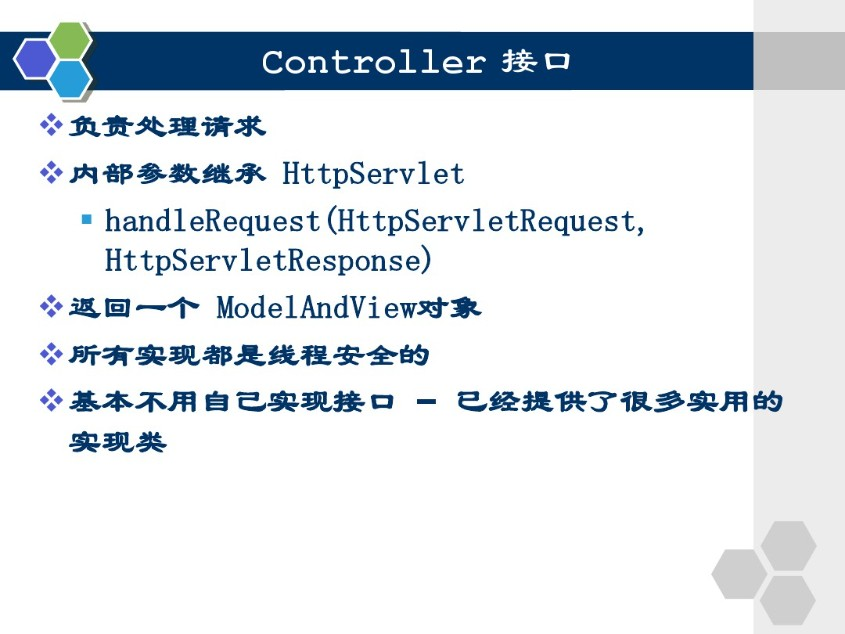 Controller 接口
负责处理请求
内部参数继承 HttpServlet
handleRequest(HttpServletRequest,
HttpServletResponse)
返回一个 ModelAndView对象
所有实现都是线程安全的
基本不用自己实现接口 – 已经提供了很多实用的
实现类